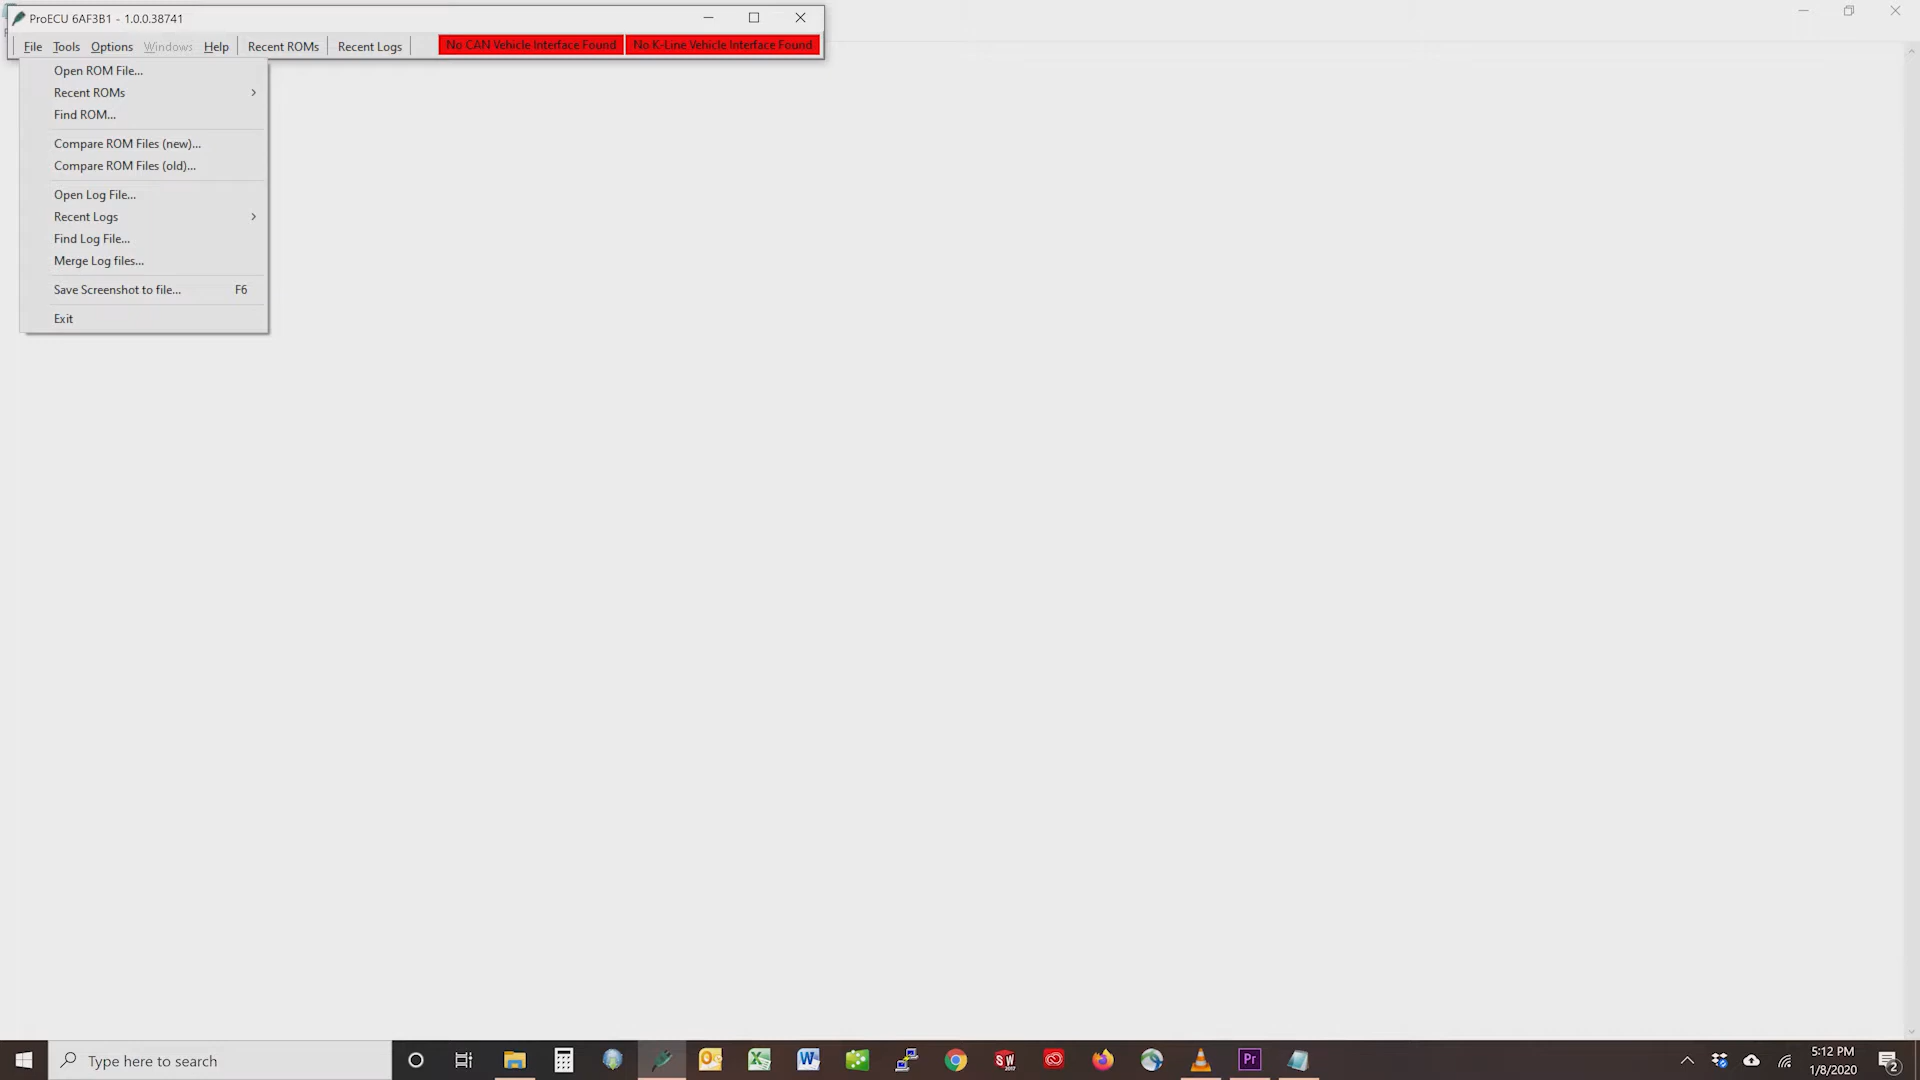 ProECU 6AF3B1 - 1.0.0.38741
File Tools Options Windows Help Recent ROMs Recent Logs No CAN Vehicle Interface Found No K-Line Vehicle Interface Found
Open ROM File...
Recent ROMs
Find ROM...
Compare ROM Files (new)...
Compare ROM Files (old)...
Open Log File...
Recent Logs
Find Log File...
Merge Log files...
Save Screenshot to file... F6
Exit
Type here to search
5:12 PM
1/8/2020
2